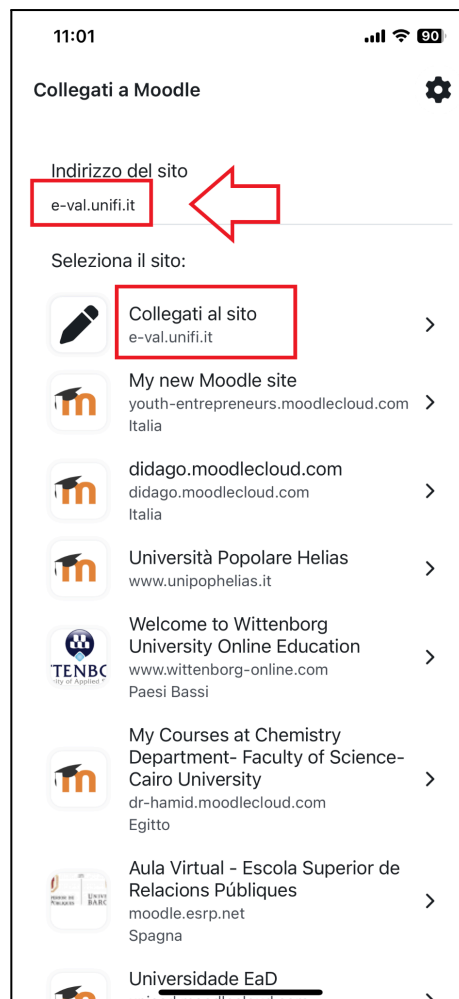 11:01
90
Collegati a Moodle
Indirizzo del sito
e-val.unifi.it
Seleziona il sito:
Collegati al sito
e-val.unifi.it
My new Moodle site
youth-entrepreneurs.moodlecloud.com
Italia
didago.moodlecloud.com
didago.moodlecloud.com
Italia
Università Popolare Helias
www.unipophelias.it
TENBO
Welcome to Wittenborg
University Online Education
www.wittenborg-online.com
Paesi Bassi
My Courses at Chemistry
Department- Faculty of Science-
Cairo University
dr-hamid.moodlecloud.com
Egitto
Aula Virtual - Escola Superior de
Relacions Públiques
moodle.esrp.net
Spagna
Universidade EaD